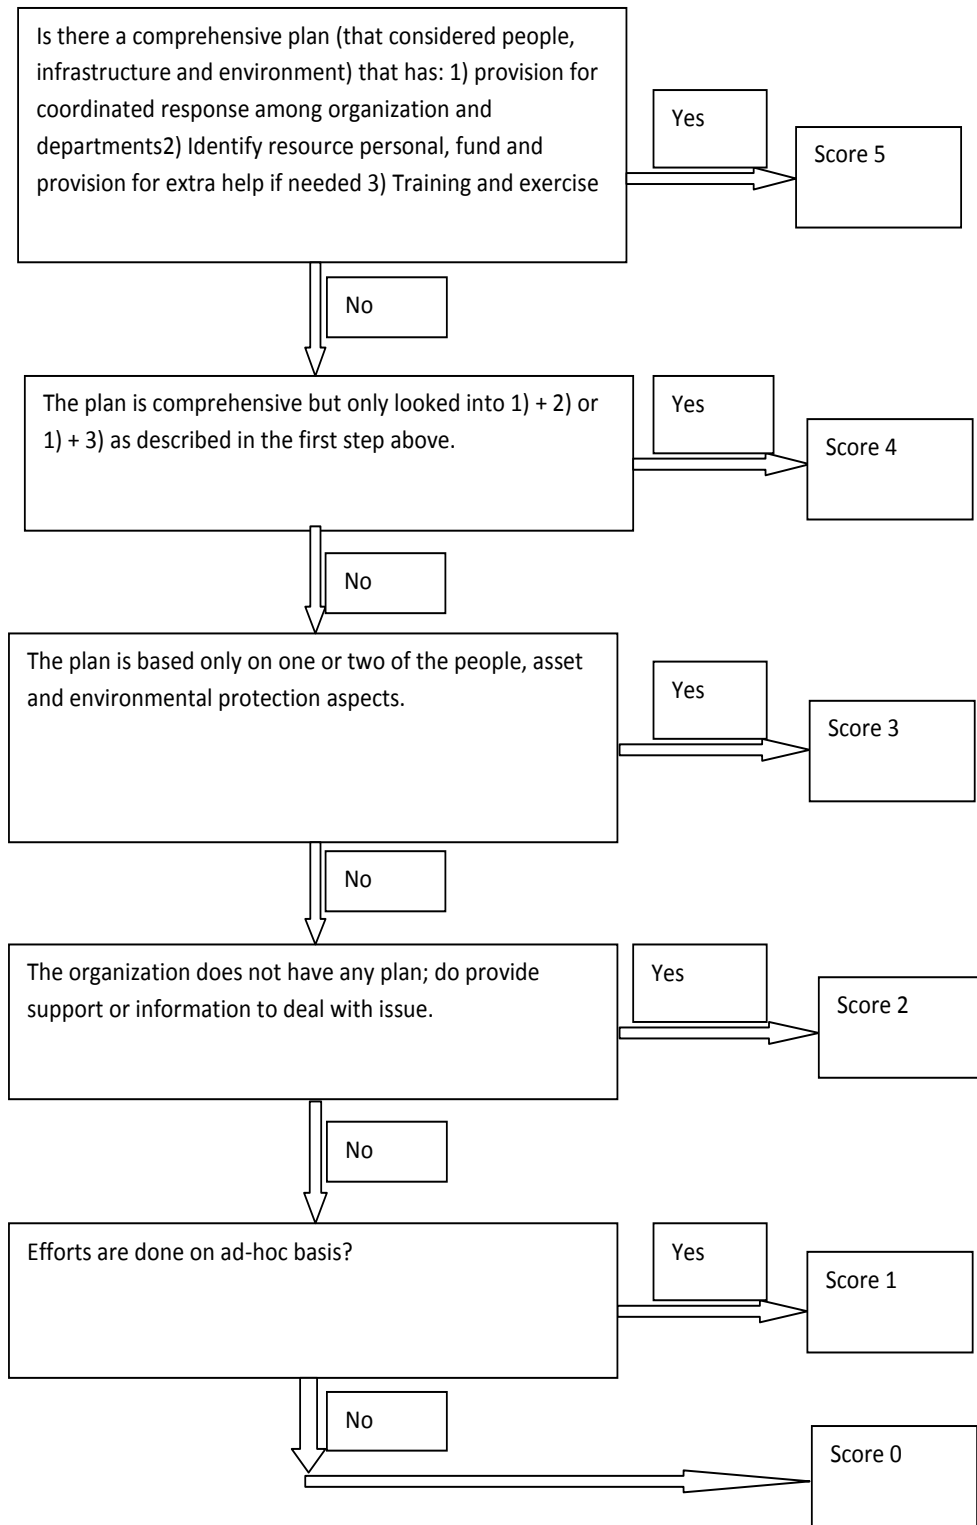 Is there a comprehensive plan (that considered people,
infrastructure and environment) that has: 1) provision for
coordinated response among organization and
departments2) Identify resource personal, fund and
provision for extra help if needed 3) Training and exercise
Yes
Score 5
No
The plan is comprehensive but only looked into 1) + 2) or
1) + 3) as described in the first step above.
Yes
Score 4
No
The plan is based only on one or two of the people, asset
and environmental protection aspects.
Yes
Score 3
No
The organization does not have any plan; do provide
support or information to deal with issue.
Yes
Score 2
No
Efforts are done on ad-hoc basis?
Yes
Score 1
No
Score 0